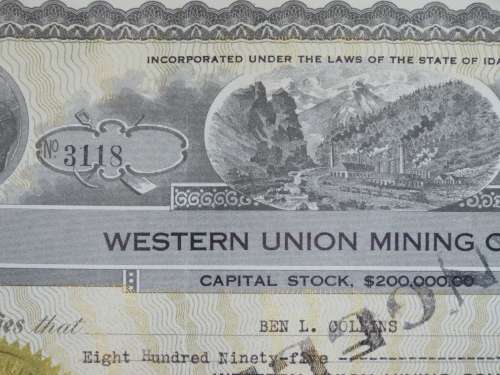 INCORPORATED UNDER THE LAWS OF THE STATE OF IDA
No 3118
WESTERN UNION MINING C
CAPITAL STOCK, $200,000.00
ies that BEN L. COLLINS
Eight Hundred Ninety-five